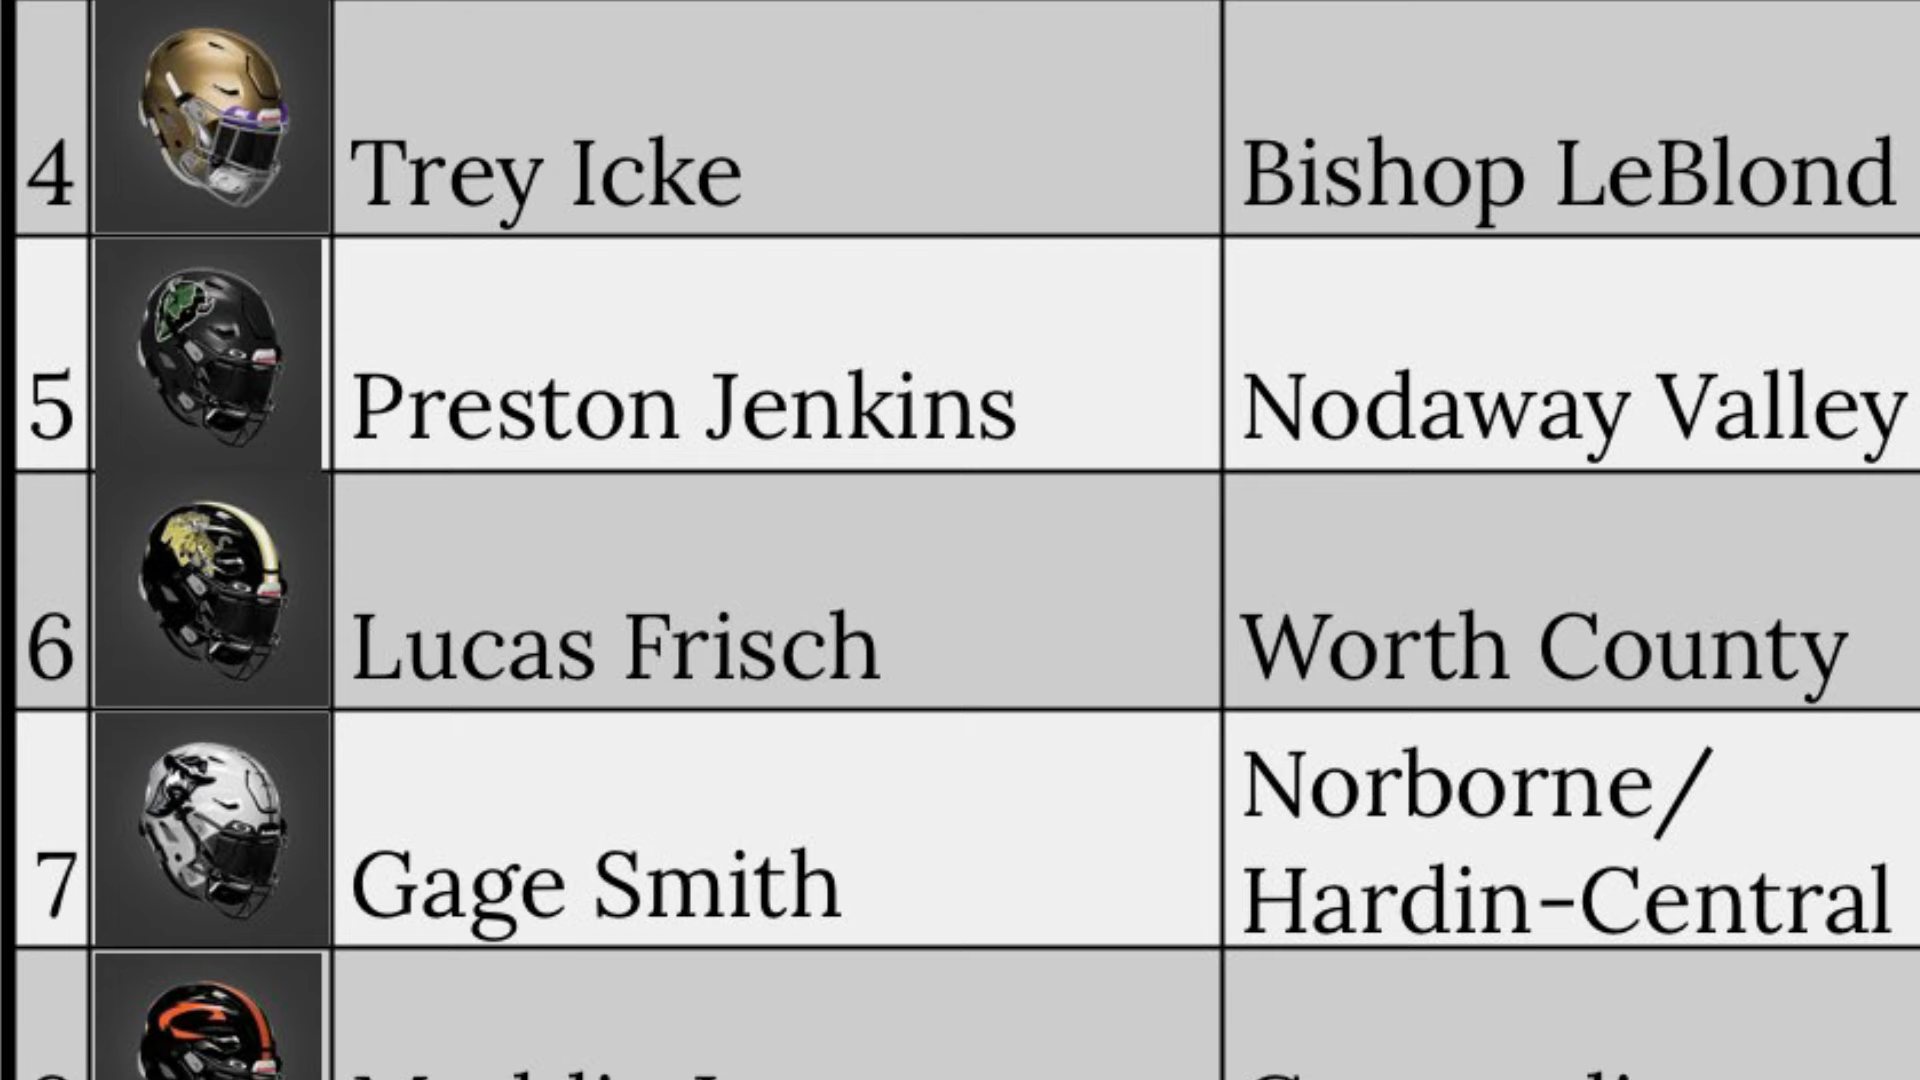 4 Trey Icke Bishop LeBlond
5 Preston Jenkins Nodaway Valley
6 Lucas Frisch Worth County
Norborne/
7 Gage Smith Hardin-Central